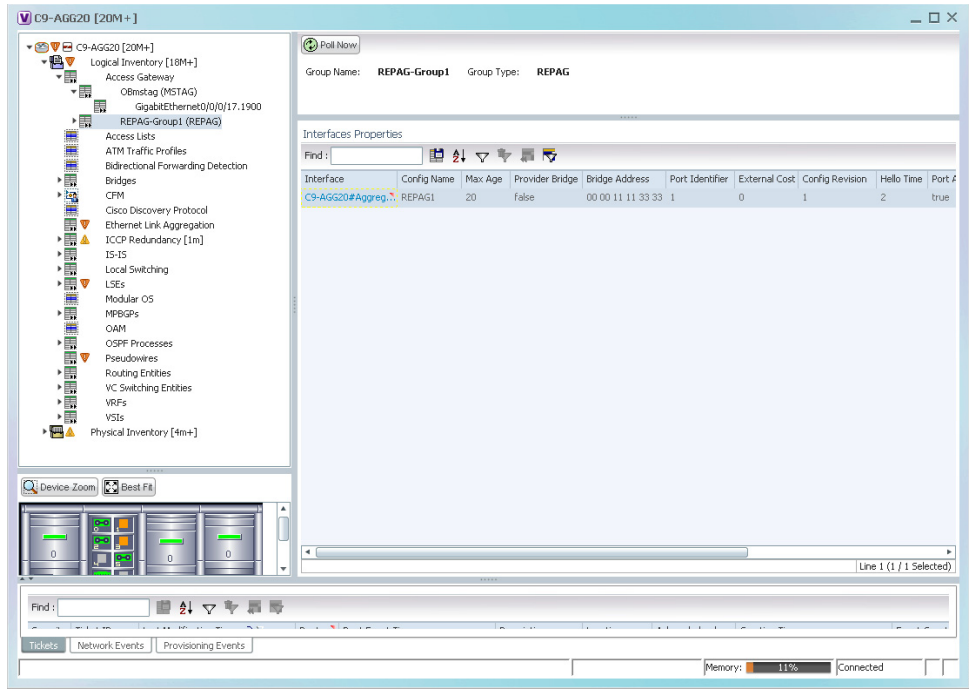 C9-AGG20 [20M+]
C9-AGG20 [20M+]
Logical Inventory [18M+]
Access Gateway
OBmstag (MSTAG)
GigabitEthernet0/0/0/17.1900
REPAG-Group1 (REPAG)
Access Lists
ATM Traffic Profiles
Bidirectional Forwarding Detection
Bridges
CFM
Cisco Discovery Protocol
Ethernet Link Aggregation
ICCP Redundancy [1m]
IS-IS
Local Switching
LSEs
Modular OS
MPBGPs
OAM
OSPF Processes
Pseudowires
Routing Entities
VC Switching Entities
VRFs
VSIs
Physical Inventory [4m+]
Device Zoom Best Fit
0 0 0
Poll Now
Group Name: REPAG-Group1 Group Type: REPAG
Interfaces Properties
Find :
Interface Config Name Max Age Provider Bridge Bridge Address Port Identifier External Cost Config Revision Hello Time Port A
C9-AGG20#Aggreg... REPAG1 20 false 00 00 11 11 33 33 1 0 1 2 true
Line 1 (1 / 1 Selected)
Find :
Tickets Network Events Provisioning Events
Memory: 11% Connected